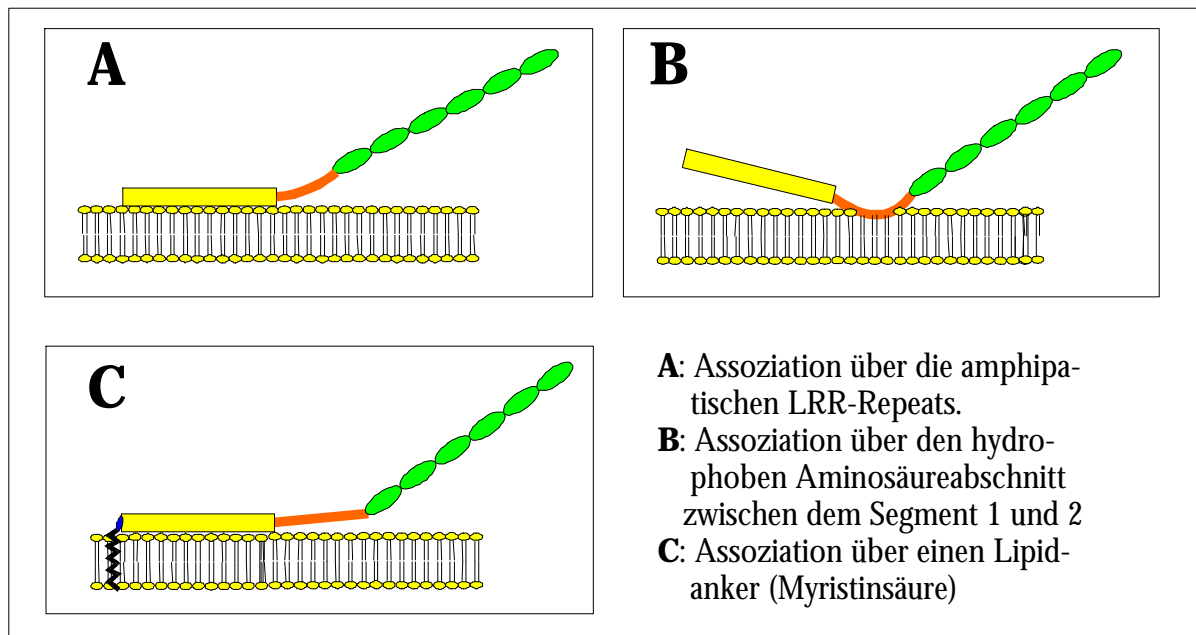 A
B
C
A: Assoziation über die amphipa-
tischen LRR-Repeats.
B: Assoziation über den hydro-
phoben Aminosäureabschnitt
zwischen dem Segment 1 und 2
C: Assoziation über einen Lipid-
anker (Myristinsäure)